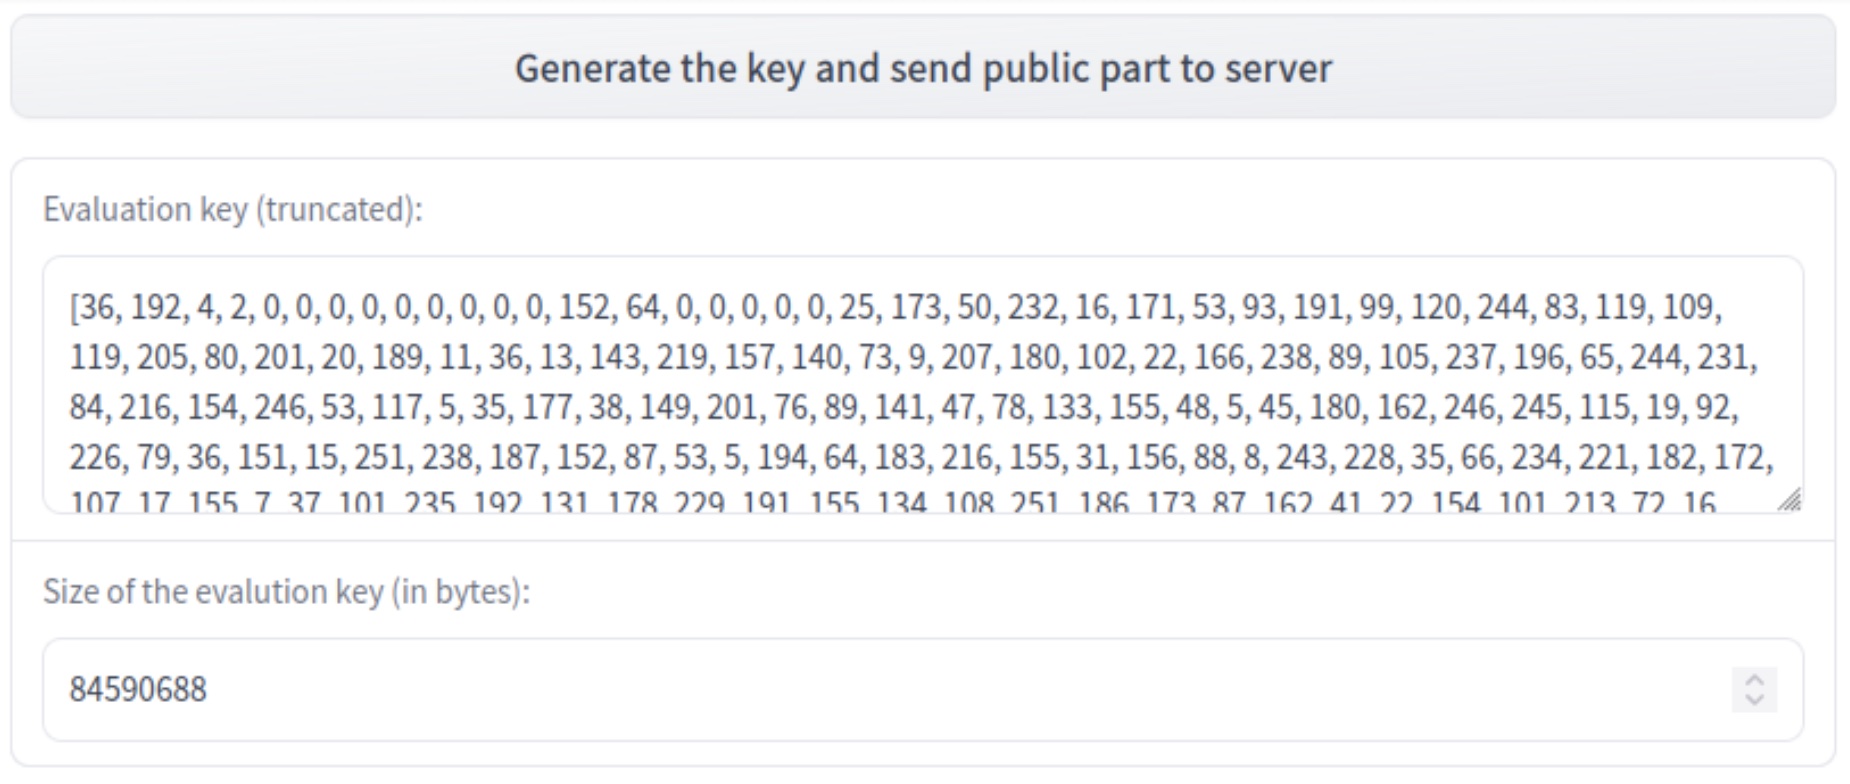 Generate the key and send public part to server
Evaluation key (truncated):
[36, 192, 4, 2, 0, 0, 0, 0, 0, 0, 0, 0, 0, 152, 64, 0, 0, 0, 0, 0, 25, 173, 50, 232, 16, 171, 53, 93, 191, 99, 120, 244, 83, 119, 109,
119, 205, 80, 201, 20, 189, 11, 36, 13, 143, 219, 157, 140, 73, 9, 207, 180, 102, 22, 166, 238, 89, 105, 237, 196, 65, 244, 231,
84, 216, 154, 246, 53, 117, 5, 35, 177, 38, 149, 201, 76, 89, 141, 47, 78, 133, 155, 48, 5, 45, 180, 162, 246, 245, 115, 19, 92,
226, 79, 36, 151, 15, 251, 238, 187, 152, 87, 53, 5, 194, 64, 183, 216, 155, 31, 156, 88, 8, 243, 228, 35, 66, 234, 221, 182, 172,
107 17 155 7 37 101 235 192 131 178 229 191 155 134 108 251 186 173 87 162 41 22 154 101 213 72 16
Size of the evalution key (in bytes):
84590688